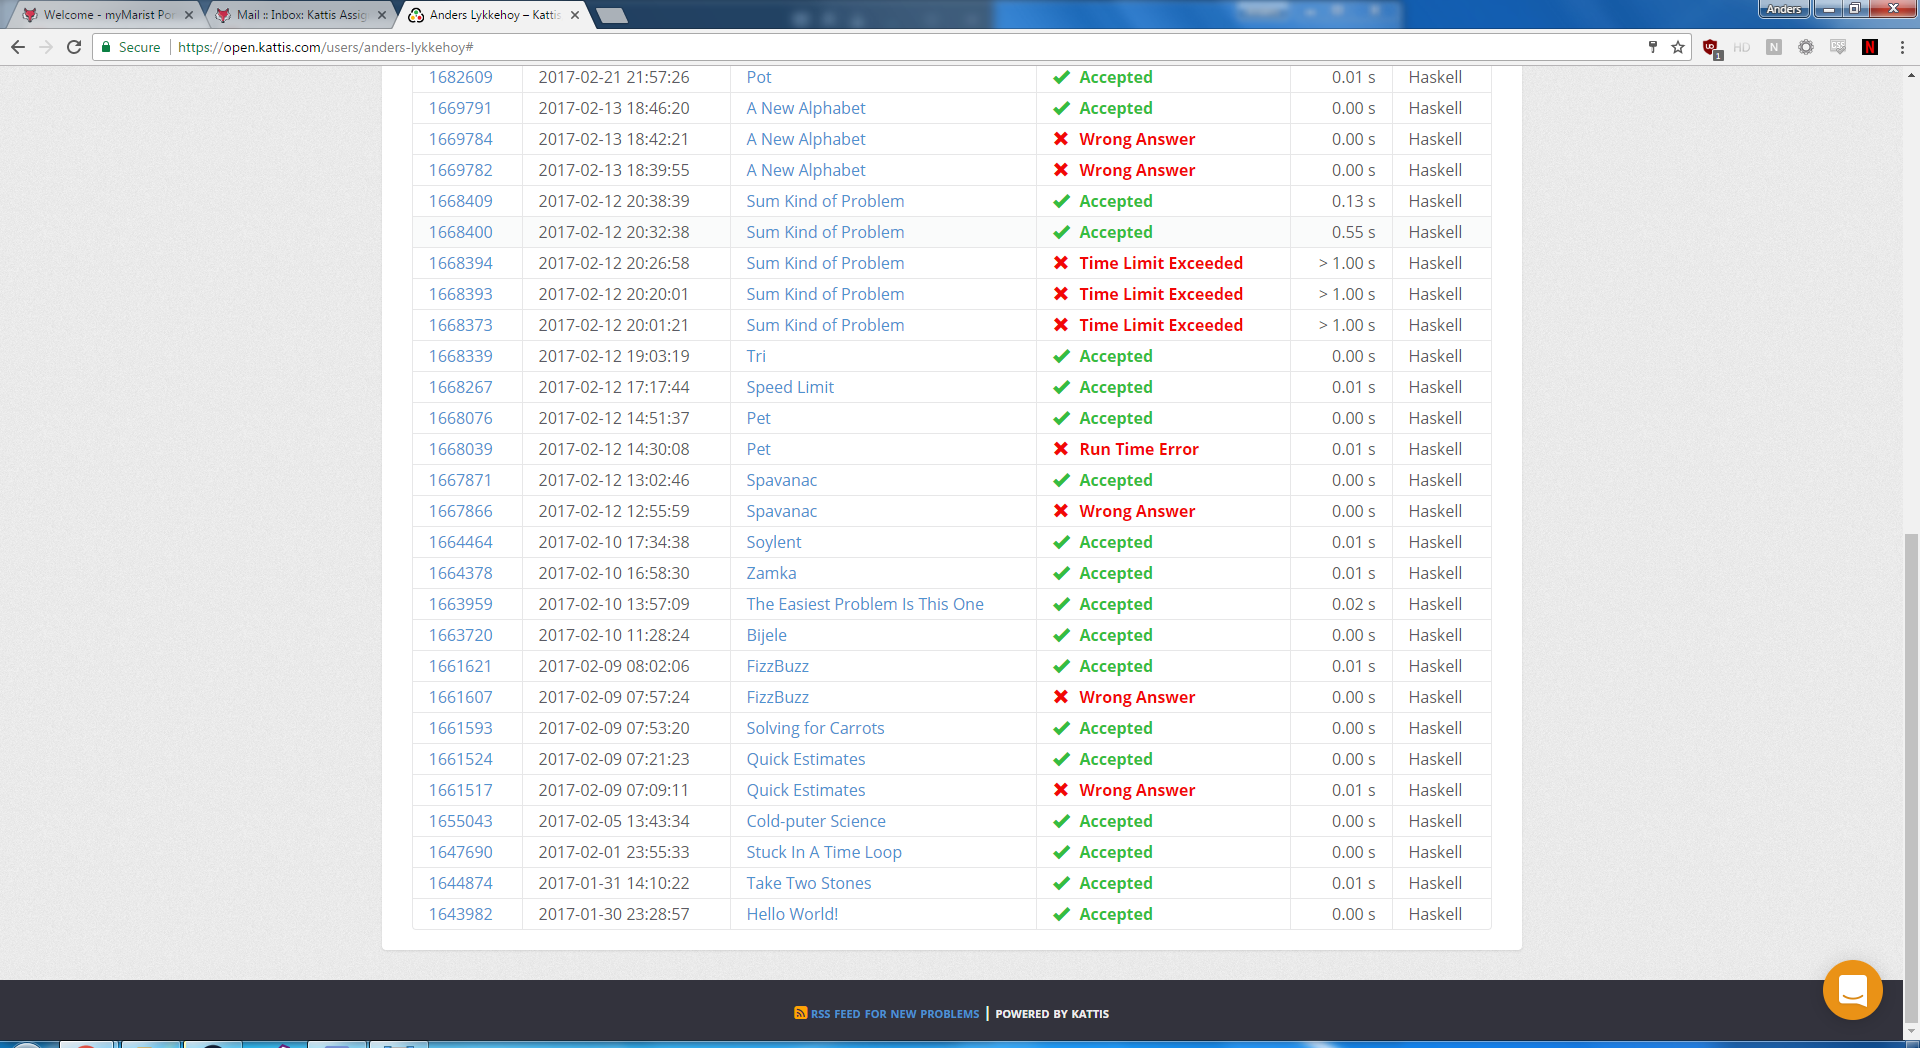 Welcome - myMarist Por
Mail :: Inbox: Kattis Assig
Anders Lykkehoy – Kattis
Anders
Secure https://open.kattis.com/users/anders-lykkehoy#
1682609 2017-02-21 21:57:26 Pot Accepted 0.01 s Haskell
1669791 2017-02-13 18:46:20 A New Alphabet Accepted 0.00 s Haskell
1669784 2017-02-13 18:42:21 A New Alphabet Wrong Answer 0.00 s Haskell
1669782 2017-02-13 18:39:55 A New Alphabet Wrong Answer 0.00 s Haskell
1668409 2017-02-12 20:38:39 Sum Kind of Problem Accepted 0.13 s Haskell
1668400 2017-02-12 20:32:38 Sum Kind of Problem Accepted 0.55 s Haskell
1668394 2017-02-12 20:26:58 Sum Kind of Problem Time Limit Exceeded > 1.00 s Haskell
1668393 2017-02-12 20:20:01 Sum Kind of Problem Time Limit Exceeded > 1.00 s Haskell
1668373 2017-02-12 20:01:21 Sum Kind of Problem Time Limit Exceeded > 1.00 s Haskell
1668339 2017-02-12 19:03:19 Tri Accepted 0.00 s Haskell
1668267 2017-02-12 17:17:44 Speed Limit Accepted 0.01 s Haskell
1668076 2017-02-12 14:51:37 Pet Accepted 0.00 s Haskell
1668039 2017-02-12 14:30:08 Pet Run Time Error 0.01 s Haskell
1667871 2017-02-12 13:02:46 Spavanac Accepted 0.00 s Haskell
1667866 2017-02-12 12:55:59 Spavanac Wrong Answer 0.00 s Haskell
1664464 2017-02-10 17:34:38 Soylent Accepted 0.01 s Haskell
1664378 2017-02-10 16:58:30 Zamka Accepted 0.01 s Haskell
1663959 2017-02-10 13:57:09 The Easiest Problem Is This One Accepted 0.02 s Haskell
1663720 2017-02-10 11:28:24 Bijele Accepted 0.00 s Haskell
1661621 2017-02-09 08:02:06 FizzBuzz Accepted 0.01 s Haskell
1661607 2017-02-09 07:57:24 FizzBuzz Wrong Answer 0.00 s Haskell
1661593 2017-02-09 07:53:20 Solving for Carrots Accepted 0.00 s Haskell
1661524 2017-02-09 07:21:23 Quick Estimates Accepted 0.00 s Haskell
1661517 2017-02-09 07:09:11 Quick Estimates Wrong Answer 0.01 s Haskell
1655043 2017-02-05 13:43:34 Cold-puter Science Accepted 0.00 s Haskell
1647690 2017-02-01 23:55:33 Stuck In A Time Loop Accepted 0.00 s Haskell
1644874 2017-01-31 14:10:22 Take Two Stones Accepted 0.01 s Haskell
1643982 2017-01-30 23:28:57 Hello World! Accepted 0.00 s Haskell
RSS FEED FOR NEW PROBLEMS | POWERED BY KATTIS